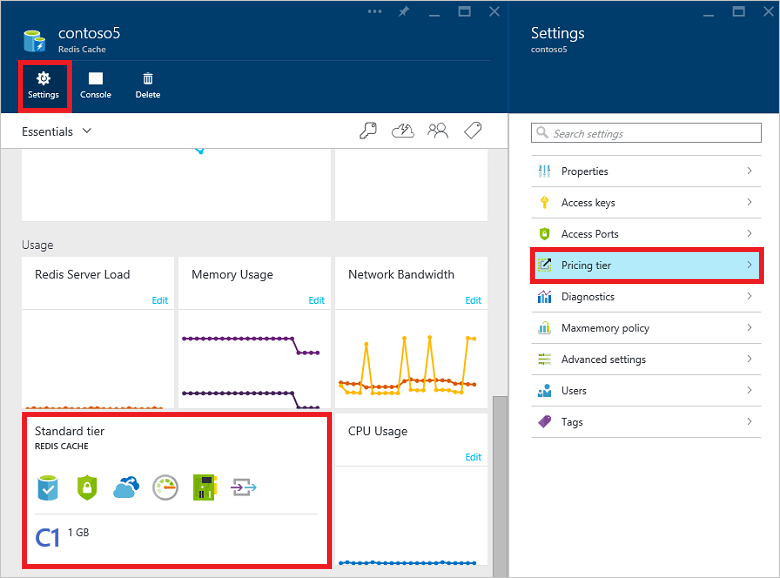 contoso5
Redis Cache
Settings
Console
Delete
Essentials
Usage
Redis Server Load
Edit
Memory Usage
Edit
Network Bandwidth
Edit
Standard tier
REDIS CACHE
C1 1 GB
CPU Usage
Edit
Settings
contoso5
Search settings
Properties
Access keys
Access Ports
Pricing tier
Diagnostics
Maxmemory policy
Advanced settings
Users
Tags